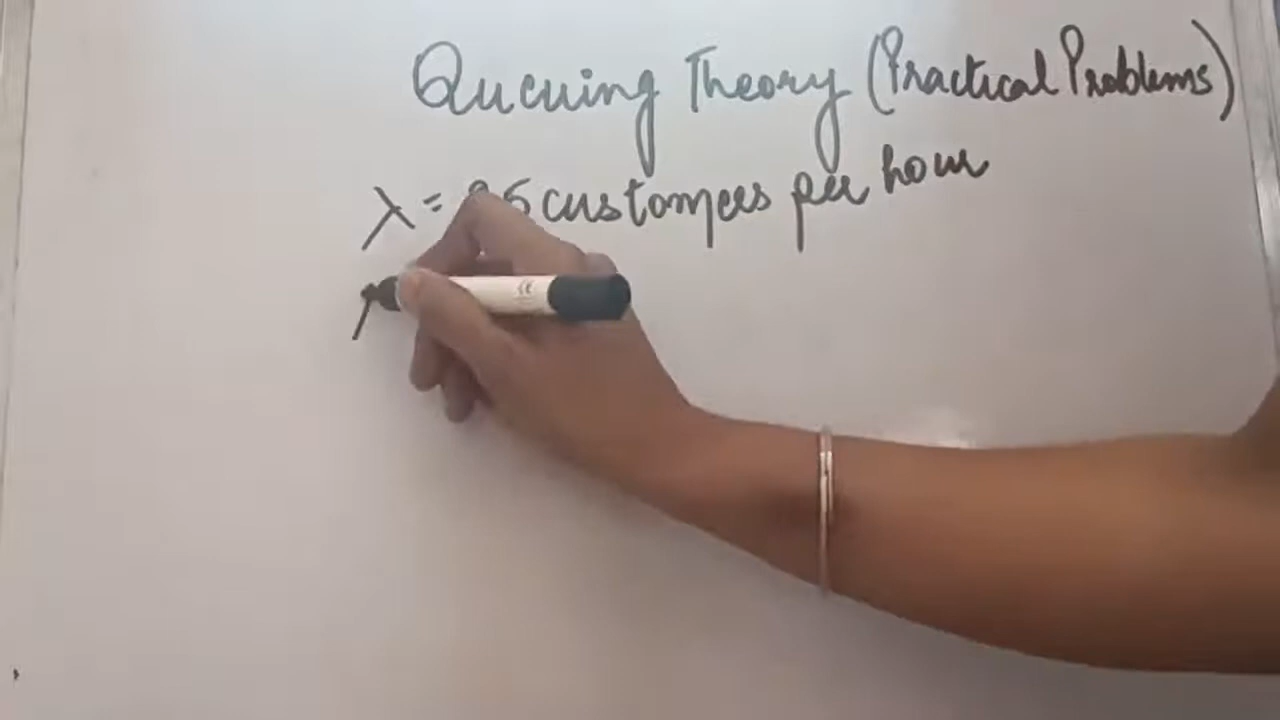 Queuing Theory (Practical Problems)
λ = customers per hour